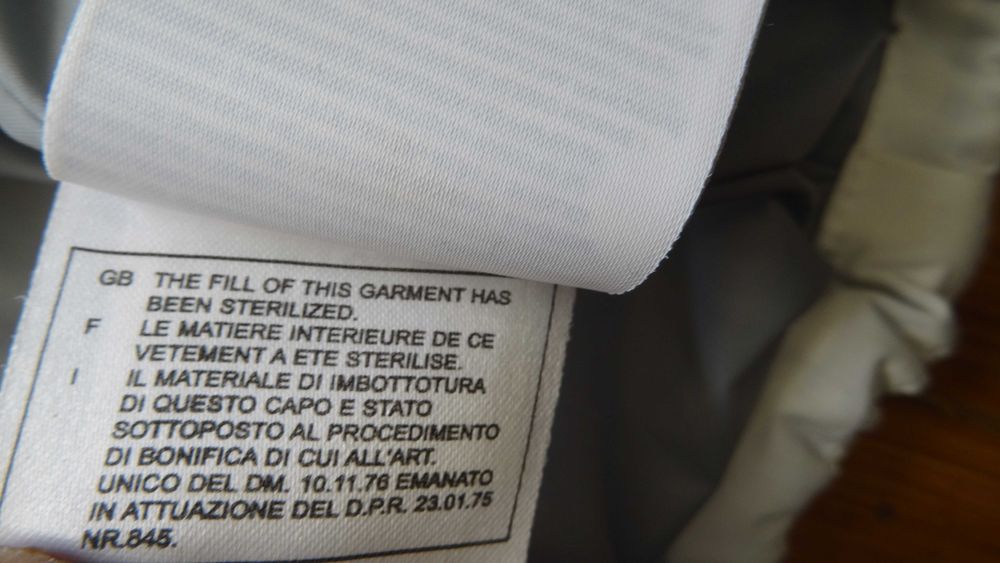 GB THE FILL OF THIS GARMENT HAS
BEEN STERILIZED.
F LE MATIERE INTERIEURE DE CE
VETEMENT A ETE STERILISE.
I IL MATERIALE DI IMBOTTOTURA
DI QUESTO CAPO E STATO
SOTTOPOSTO AL PROCEDIMENTO
DI BONIFICA DI CUI ALL'ART.
UNICO DEL DM. 10.11.76 EMANATO
IN ATTUAZIONE DEL D.P.R. 23.01.75
NR.845.